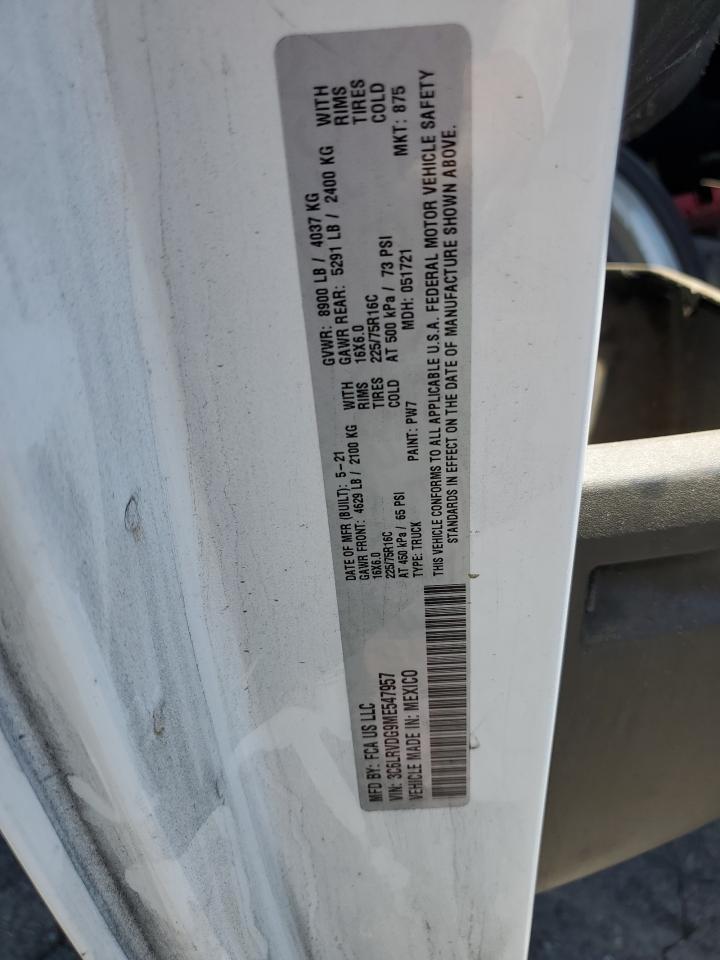 MFD BY: FCA US LLC
DATE OF MFR (BUILT): 5-21
GVWR: 8900 LB / 4037 KG
VIN: 3C6LRVDG9ME547957
GAWR FRONT: 4629 LB / 2100 KG WITH
GAWR REAR: 5291 LB / 2400 KG WITH
VEHICLE MADE IN: MEXICO
16X6.0 RIMS
16X6.0 RIMS
225/75R16C TIRES
225/75R16C TIRES
AT 450 kPa / 65 PSI COLD
AT 500 kPa / 73 PSI COLD
TYPE: TRUCK PAINT: PW7 MDH: 051721 MKT: 875
THIS VEHICLE CONFORMS TO ALL APPLICABLE U.S.A. FEDERAL MOTOR VEHICLE SAFETY
STANDARDS IN EFFECT ON THE DATE OF MANUFACTURE SHOWN ABOVE.